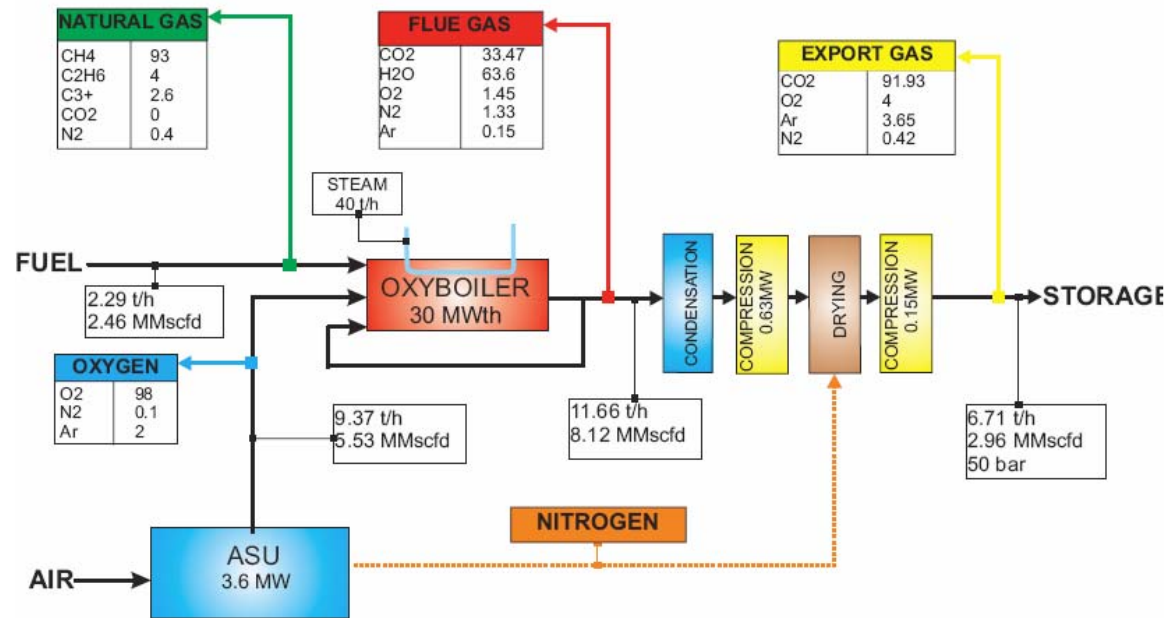 NATURAL GAS
CH4 93
C2H6 4
C3+ 2.6
CO2 0
N2 0.4
FLUE GAS
CO2 33.47
H2O 63.6
O2 1.45
N2 1.33
Ar 0.15
EXPORT GAS
CO2 91.93
O2 4
Ar 3.65
N2 0.42
STEAM
40 t/h
FUEL
2.29 t/h
2.46 MMscfd
OXYBOILER
30 MWth
CONDENSATION
COMPRESSION
0.63MW
DRYING
COMPRESSION
0.15MW
STORAGE
OXYGEN
O2 98
N2 0.1
Ar 2
9.37 t/h
5.53 MMscfd
11.66 t/h
8.12 MMscfd
6.71 t/h
2.96 MMscfd
50 bar
NITROGEN
ASU
3.6 MW
AIR